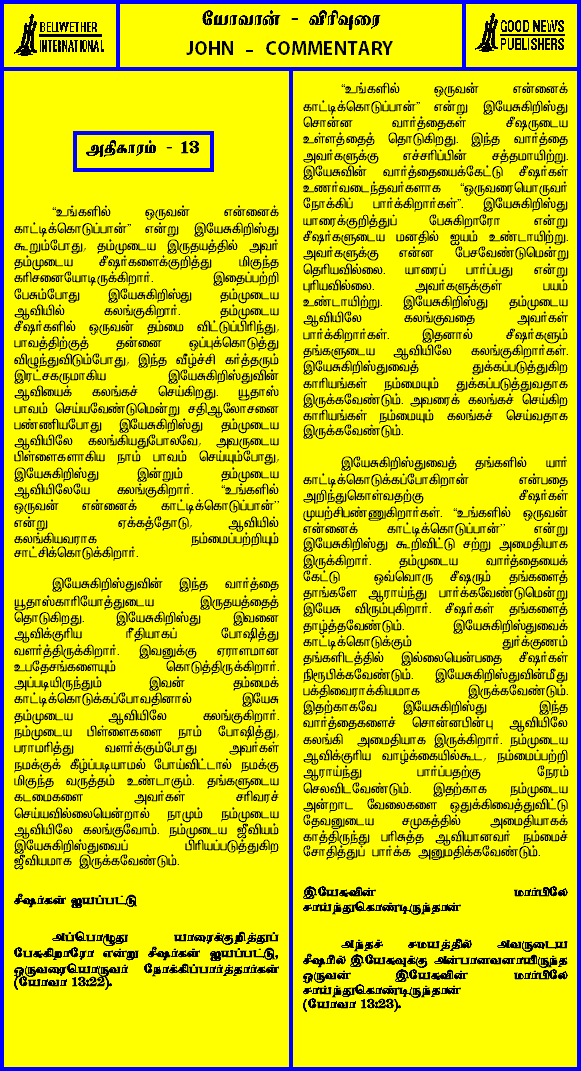 BELIWETHER
INTERNATIONAL
யோவான் - விரிவுரை
JOHN - COMMENTARY
GOOD NEWS
PUBLISHERS
அதிகாரம் - 13
“உங்களில் ஒருவன் என்னைக்
காட்டிக்கொடுப்பான்” என்று இயேசுகிறிஸ்து
கூறும்போது, தம்முடைய இருதயத்தில் அவர்
தம்முடைய சீஷர்களைக்குறித்து மிகுந்த
கரிசனையோடிருக்கிறார். இதைப்பற்றி
பேசும்போது இயேசுகிறிஸ்து தம்முடைய
ஆவியில் கலங்குகிறார். தம்முடைய
சீஷர்களில் ஒருவன் தம்மை விட்டுப்பிரிந்து,
பாவத்திற்குத் தன்னை ஒப்புக்கொடுத்து
விழுந்துவிடும்போது, இந்த வீழ்ச்சி கர்த்தரும்
இரட்சகருமாகிய இயேசுகிறிஸ்துவின்
ஆவியைக் கலங்கச் செய்கிறது. யூதாஸ்
பாவம் செய்யவேண்டுமென்று சதிஆலோசனை
பண்ணியபோது இயேசுகிறிஸ்து தம்முடைய
ஆவியிலே கலங்கியதுபோலவே, அவருடைய
பிள்ளைகளாகிய நாம் பாவம் செய்யும்போது,
இயேசுகிறிஸ்து இன்றும் தம்முடைய
ஆவியிலேயே கலங்குகிறார். “உங்களில்
ஒருவன் என்னைக் காட்டிக்கொடுப்பான்”
என்று ஏக்கத்தோடு, ஆவியில்
கலங்கியவராக நம்மைப்பற்றியும்
சாட்சிக்கொடுக்கிறார்.
இயேசுகிறிஸ்துவின் இந்த வார்த்தை
யூதாஸ்காரியோத்துடைய இருதயத்தைத்
தொடுகிறது. இயேசுகிறிஸ்து இவனை
ஆவிக்குரிய ரீதியாகப் போஷித்து
வளர்த்திருக்கிறார். இவனுக்கு ஏராளமான
உபதேசங்களையும் கொடுத்திருக்கிறார்.
அப்படியிருந்தும் இவன் தம்மைக்
காட்டிக்கொடுக்கப்போவதினால் இயேசு
தம்முடைய ஆவியிலே கலங்குகிறார்.
நம்முடைய பிள்ளைகளை நாம் போஷித்து,
பராமரித்து வளர்க்கும்போது அவர்கள்
நமக்குக் கீழ்ப்படியாமல் போய்விட்டால் நமக்கு
மிகுந்த வருத்தம் உண்டாகும். தங்களுடைய
கடமைகளை அவர்கள் சரிவரச்
செய்யவில்லையென்றால் நாமும் நம்முடைய
ஆவியிலே கலங்குவோம். நம்முடைய ஜீவியம்
இயேசுகிறிஸ்துவைப் பிரியப்படுத்துகிற
ஜீவியமாக இருக்கவேண்டும்.
சீஷர்கள் ஐயப்பட்டு
அப்பொழுது யாரைக்குறித்துப்
பேசுகிறாரோ என்று சீஷர்கள் ஐயப்பட்டு,
ஒருவரையொருவர் நோக்கிப்பார்த்தார்கள்
(யோவா 13:22).
“உங்களில் ஒருவன் என்னைக்
காட்டிக்கொடுப்பான்” என்று இயேசுகிறிஸ்து
சொன்ன வார்த்தைகள் சீஷருடைய
உள்ளத்தைத் தொடுகிறது. இந்த வார்த்தை
அவர்களுக்கு எச்சரிப்பின் சத்தமாயிற்று.
இயேசுவின் வார்த்தையைக்கேட்டு சீஷர்கள்
உணர்வடைந்தவர்களாக “ஒருவரையொருவர்
நோக்கிப் பார்க்கிறார்கள்”. இயேசுகிறிஸ்து
யாரைக்குறித்துப் பேசுகிறாரோ என்று
சீஷர்களுடைய மனதில் ஐயம் உண்டாயிற்று.
அவர்களுக்கு என்ன பேசவேண்டுமென்று
தெரியவில்லை. யாரைப் பார்ப்பது என்று
புரியவில்லை. அவர்களுக்குள் பயம்
உண்டாயிற்று. இயேசுகிறிஸ்து தம்முடைய
ஆவியிலே கலங்குவதை அவர்கள்
பார்க்கிறார்கள். இதனால் சீஷர்களும்
தங்களுடைய ஆவியிலே கலங்குகிறார்கள்.
இயேசுகிறிஸ்துவைத் துக்கப்படுத்துகிற
காரியங்கள் நம்மையும் துக்கப்படுத்துவதாக
இருக்கவேண்டும். அவரைக் கலங்கச் செய்கிற
காரியங்கள் நம்மையும் கலங்கச் செய்வதாக
இருக்கவேண்டும்.
இயேசுகிறிஸ்துவைத் தங்களில் யார்
காட்டிக்கொடுக்கப்போகிறான் என்பதை
அறிந்துகொள்வதற்கு சீஷர்கள்
முயற்சிபண்ணுகிறார்கள். “உங்களில் ஒருவன்
என்னைக் காட்டிக்கொடுப்பான்” என்று
இயேசுகிறிஸ்து கூறிவிட்டு சற்று அமைதியாக
இருக்கிறார். தம்முடைய வார்த்தையைக்
கேட்டு ஒவ்வொரு சீஷரும் தங்களைத்
தாங்களே ஆராய்ந்து பார்க்கவேண்டுமென்று
இயேசு விரும்புகிறார். சீஷர்கள் தங்களைத்
தாழ்த்தவேண்டும். இயேசுகிறிஸ்துவைக்
காட்டிக்கொடுக்கும் துர்க்குணம்
தங்களிடத்தில் இல்லையென்பதை சீஷர்கள்
நிரூபிக்கவேண்டும். இயேசுகிறிஸ்துவின்மீது
பக்திவைராக்கியமாக இருக்கவேண்டும்.
இதற்காகவே இயேசுகிறிஸ்து இந்த
வார்த்தைகளைச் சொன்னபின்பு ஆவியிலே
கலங்கி அமைதியாக இருக்கிறார். நம்முடைய
ஆவிக்குரிய வாழ்க்கையில்கூட, நம்மைப்பற்றி
ஆராய்ந்து பார்ப்பதற்கு நேரம்
செலவிடவேண்டும். இதற்காக நம்முடைய
அன்றாட வேலைகளை ஒதுக்கிவைத்துவிட்டு
தேவனுடைய சமுகத்தில் அமைதியாகக்
காத்திருந்து பரிசுத்த ஆவியானவர் நம்மைச்
சோதித்துப் பார்க்க அனுமதிக்கவேண்டும்.
இயேசுவின் மார்பிலே
சாய்ந்துகொண்டிருந்தான்
அந்தச் சமயத்தில் அவருடைய
சீஷரில் இயேசுவுக்கு அன்பானவனாயிருந்த
ஒருவன் இயேசுவின் மார்பிலே
சாய்ந்துகொண்டிருந்தான்
(யோவா 13:23).